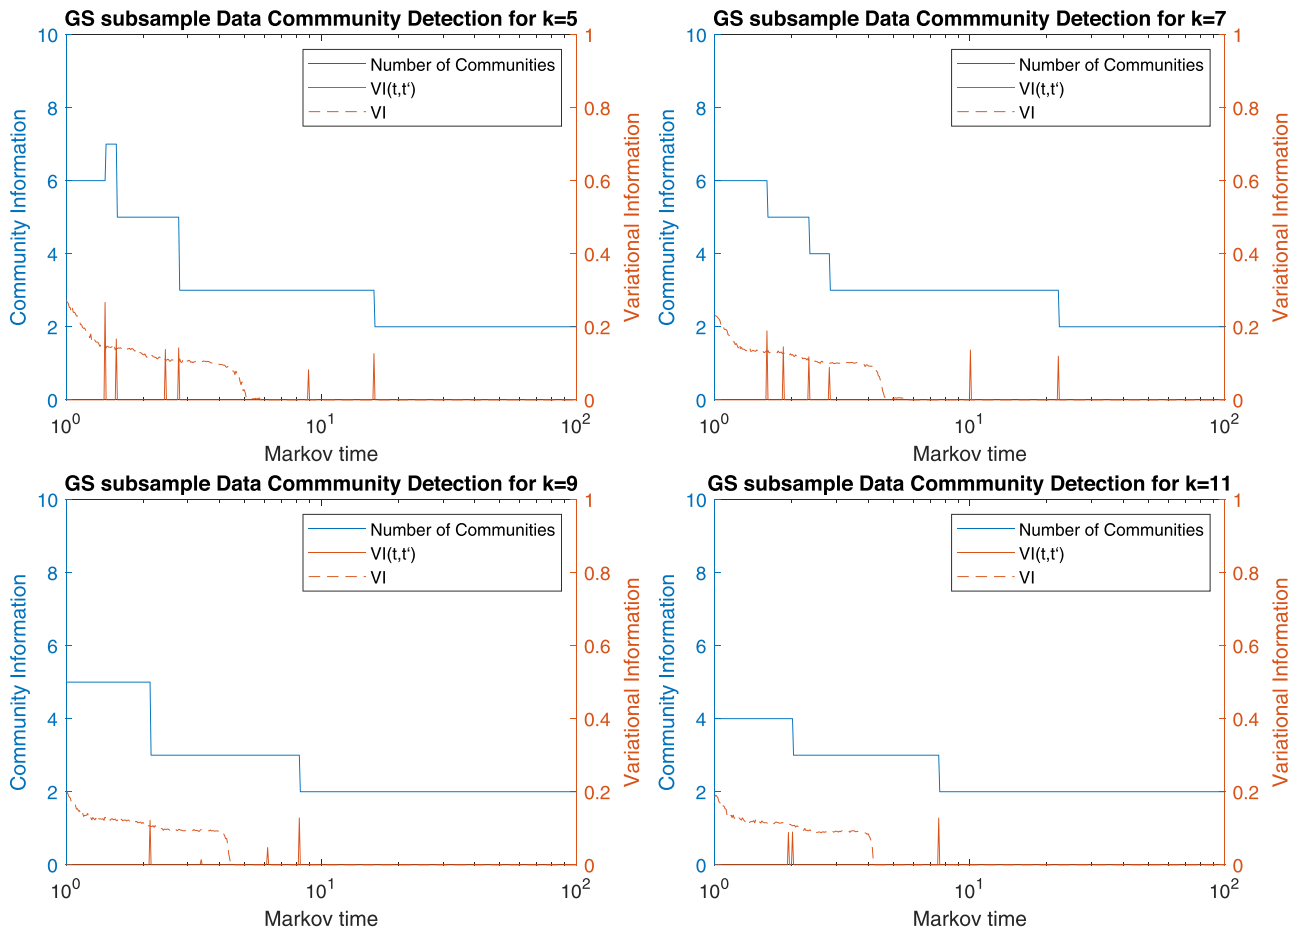 GS subsample Data Commmunity Detection for k=5
10
8
6
4
2
0
1
0.8
0.6
0.4
0.2
0
Community Information
Variational Information
Number of Communities
VI(t,t‘)
VI
10^0
10^1
10^2
Markov time
GS subsample Data Commmunity Detection for k=7
10
8
6
4
2
0
1
0.8
0.6
0.4
0.2
0
Community Information
Variational Information
Number of Communities
VI(t,t‘)
VI
10^0
10^1
10^2
Markov time
GS subsample Data Commmunity Detection for k=9
10
8
6
4
2
0
1
0.8
0.6
0.4
0.2
0
Community Information
Variational Information
Number of Communities
VI(t,t‘)
VI
10^0
10^1
10^2
Markov time
GS subsample Data Commmunity Detection for k=11
10
8
6
4
2
0
1
0.8
0.6
0.4
0.2
0
Community Information
Variational Information
Number of Communities
VI(t,t‘)
VI
10^0
10^1
10^2
Markov time